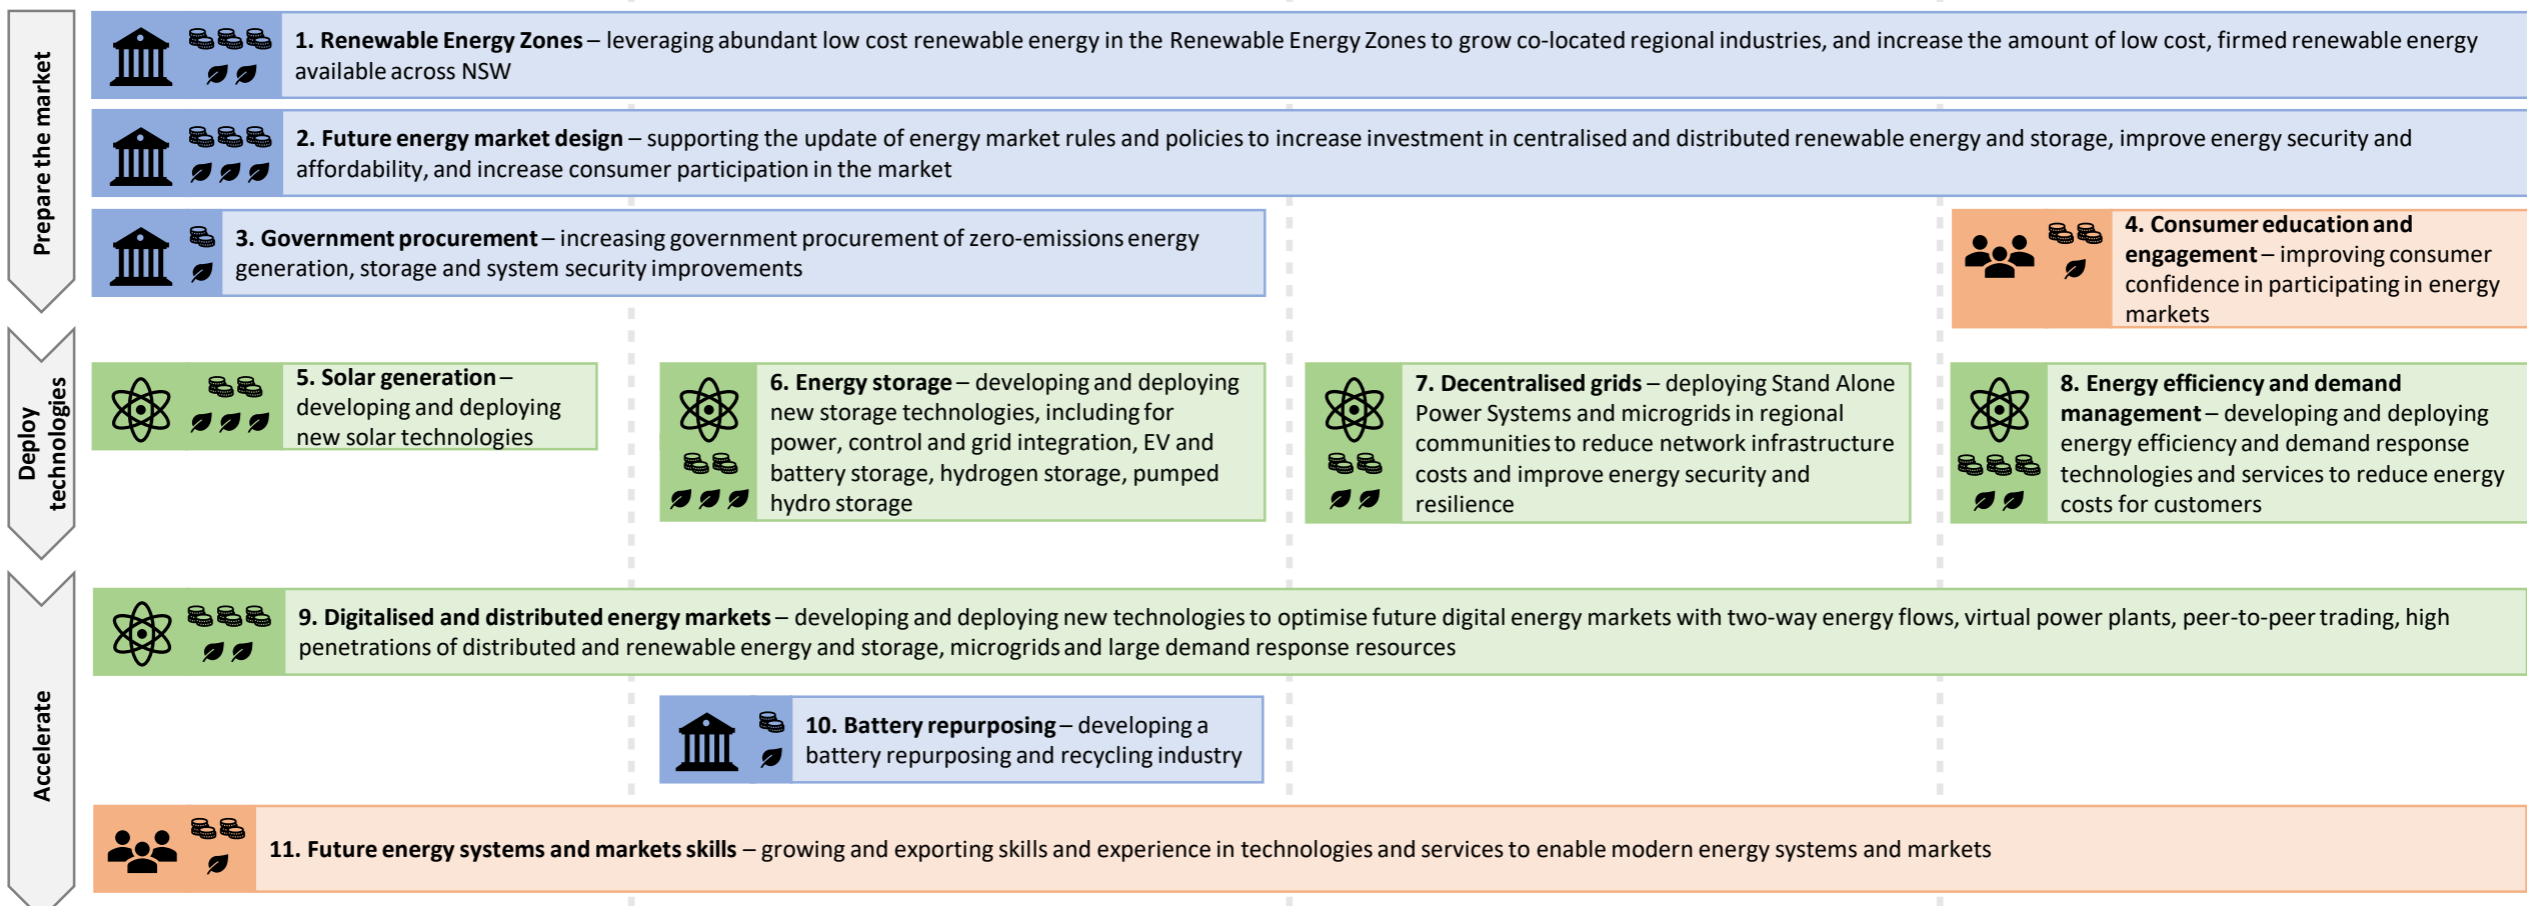 Prepare the market
1. Renewable Energy Zones – leveraging abundant low cost renewable energy in the Renewable Energy Zones to grow co-located regional industries, and increase the amount of low cost, firmed renewable energy
available across NSW
2. Future energy market design – supporting the update of energy market rules and policies to increase investment in centralised and distributed renewable energy and storage, improve energy security and
affordability, and increase consumer participation in the market
3. Government procurement – increasing government procurement of zero-emissions energy
generation, storage and system security improvements
4. Consumer education and
engagement – improving consumer
confidence in participating in energy
markets
Deploy
technologies
5. Solar generation –
developing and deploying
new solar technologies
6. Energy storage – developing and deploying
new storage technologies, including for
power, control and grid integration, EV and
battery storage, hydrogen storage, pumped
hydro storage
7. Decentralised grids – deploying Stand Alone
Power Systems and microgrids in regional
communities to reduce network infrastructure
costs and improve energy security and
resilience
8. Energy efficiency and demand
management – developing and deploying
energy efficiency and demand response
technologies and services to reduce energy
costs for customers
Accelerate
9. Digitalised and distributed energy markets – developing and deploying new technologies to optimise future digital energy markets with two-way energy flows, virtual power plants, peer-to-peer trading, high
penetrations of distributed and renewable energy and storage, microgrids and large demand response resources
10. Battery repurposing – developing a
battery repurposing and recycling industry
11. Future energy systems and markets skills – growing and exporting skills and experience in technologies and services to enable modern energy systems and markets